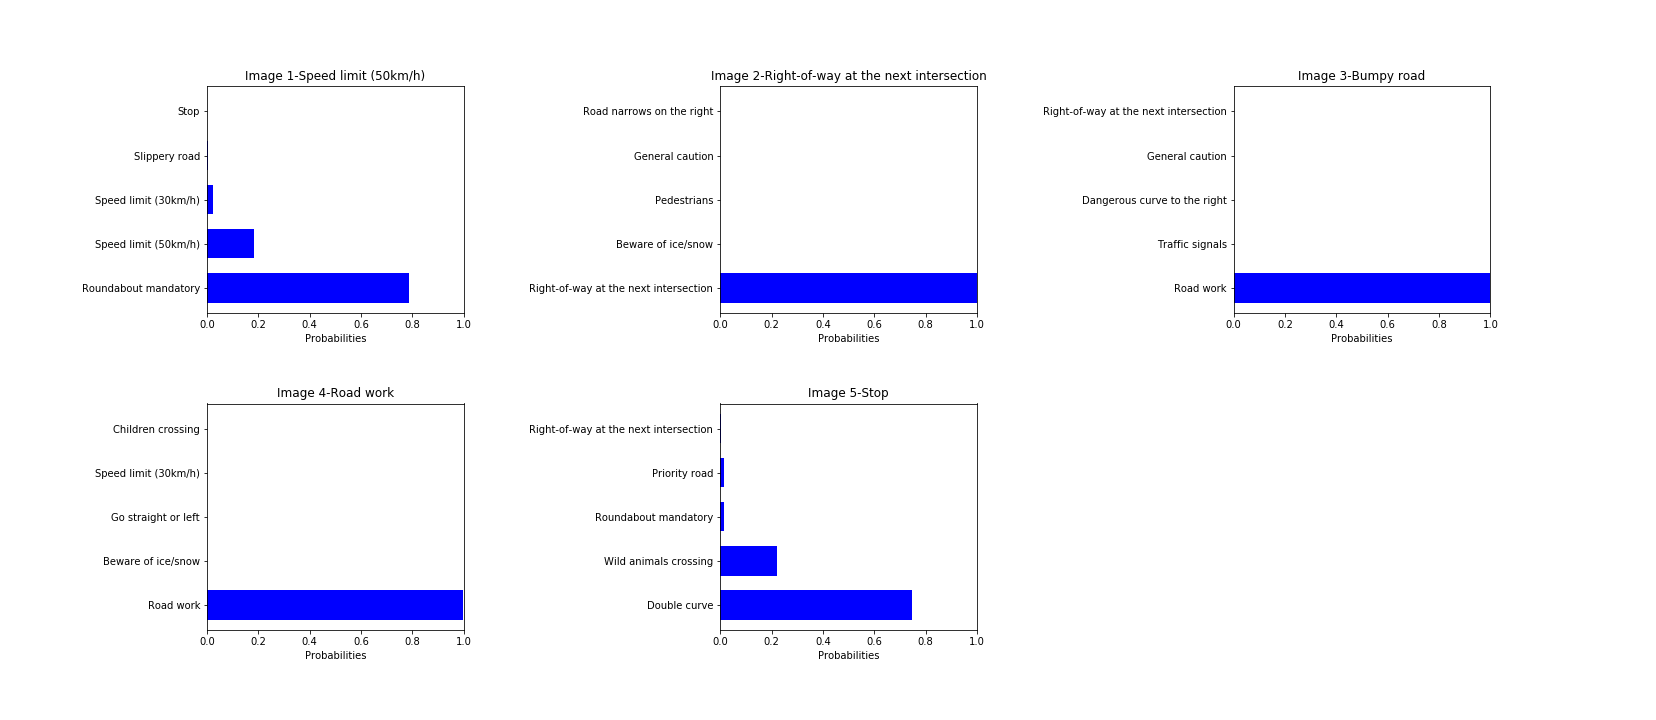 Image 1-Speed limit (50km/h)
Stop
Slippery road
Speed limit (30km/h)
Speed limit (50km/h)
Roundabout mandatory
0.0 0.2 0.4 0.6 0.8 1.0
Probabilities
Image 2-Right-of-way at the next intersection
Road narrows on the right
General caution
Pedestrians
Beware of ice/snow
Right-of-way at the next intersection
0.0 0.2 0.4 0.6 0.8 1.0
Probabilities
Image 3-Bumpy road
Right-of-way at the next intersection
General caution
Dangerous curve to the right
Traffic signals
Road work
0.0 0.2 0.4 0.6 0.8 1.0
Probabilities
Image 4-Road work
Children crossing
Speed limit (30km/h)
Go straight or left
Beware of ice/snow
Road work
0.0 0.2 0.4 0.6 0.8 1.0
Probabilities
Image 5-Stop
Right-of-way at the next intersection
Priority road
Roundabout mandatory
Wild animals crossing
Double curve
0.0 0.2 0.4 0.6 0.8 1.0
Probabilities